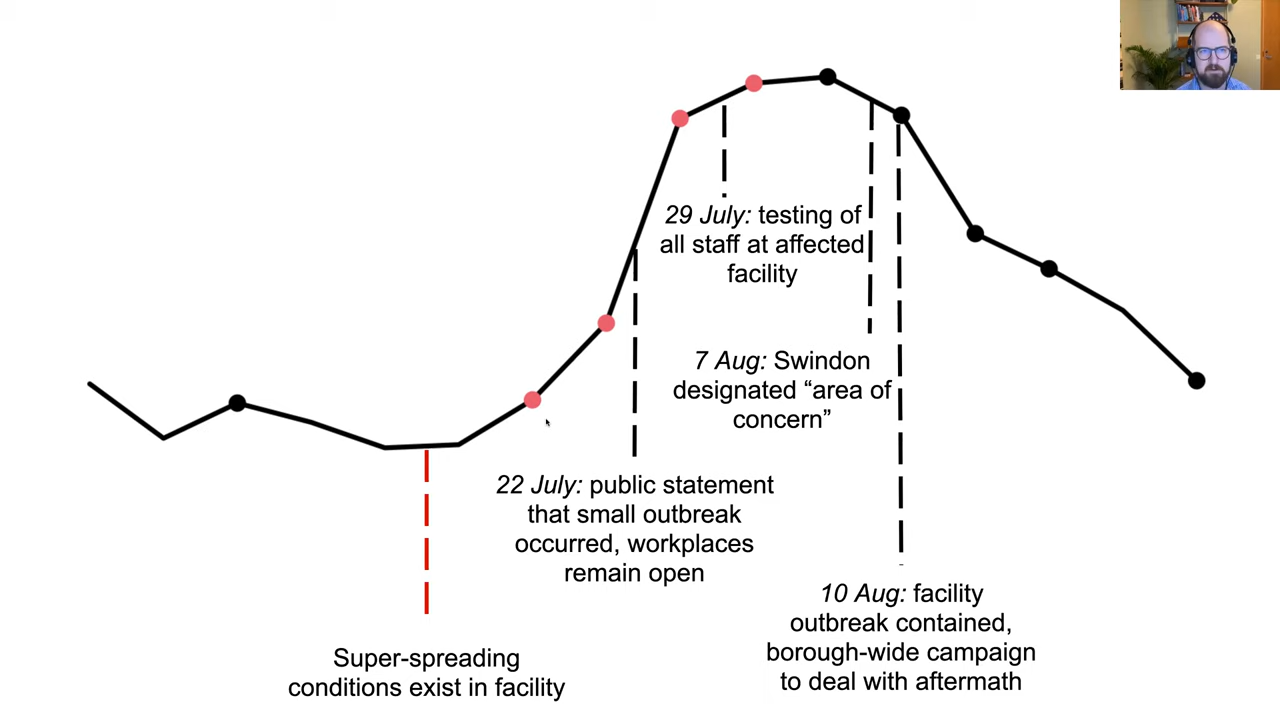 29 July: testing of
all staff at affected
facility
7 Aug: Swindon
designated “area of
concern”
22 July: public statement
that small outbreak
occurred, workplaces
remain open
10 Aug: facility
outbreak contained,
borough-wide campaign
to deal with aftermath
Super-spreading
conditions exist in facility